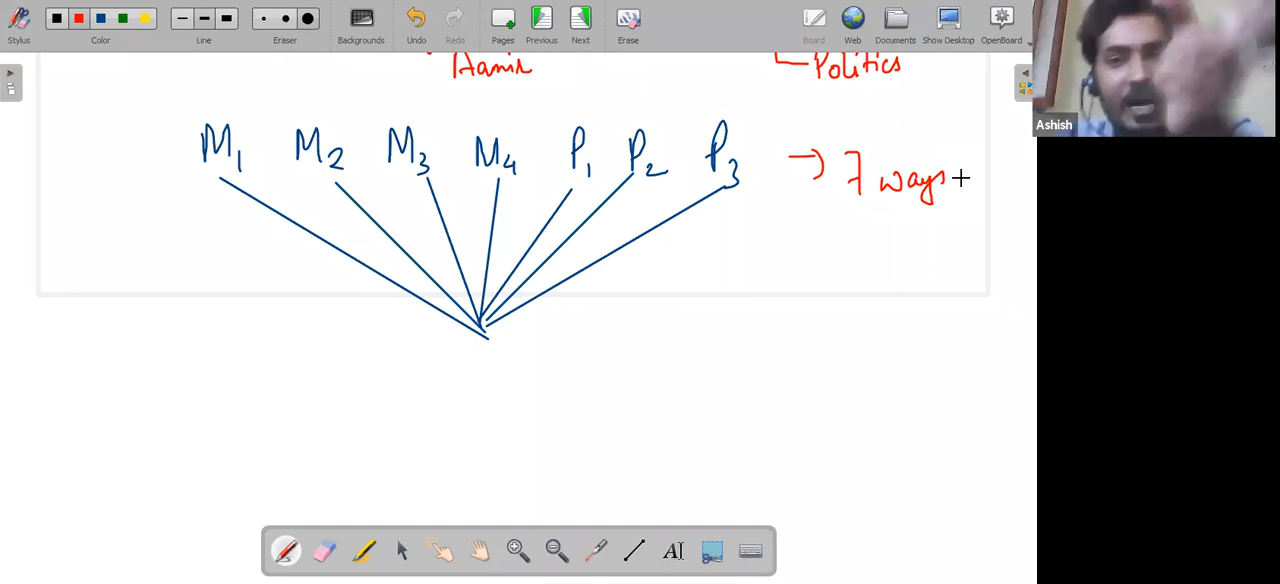 Stylus Color Line Eraser Backgrounds Undo Redo Pages Previous Next Erase Board Web Documents Show Desktop OpenBoard
Politics
M1 M2 M3 M4 P1 P2 P3 → 7 ways
Ashish
A